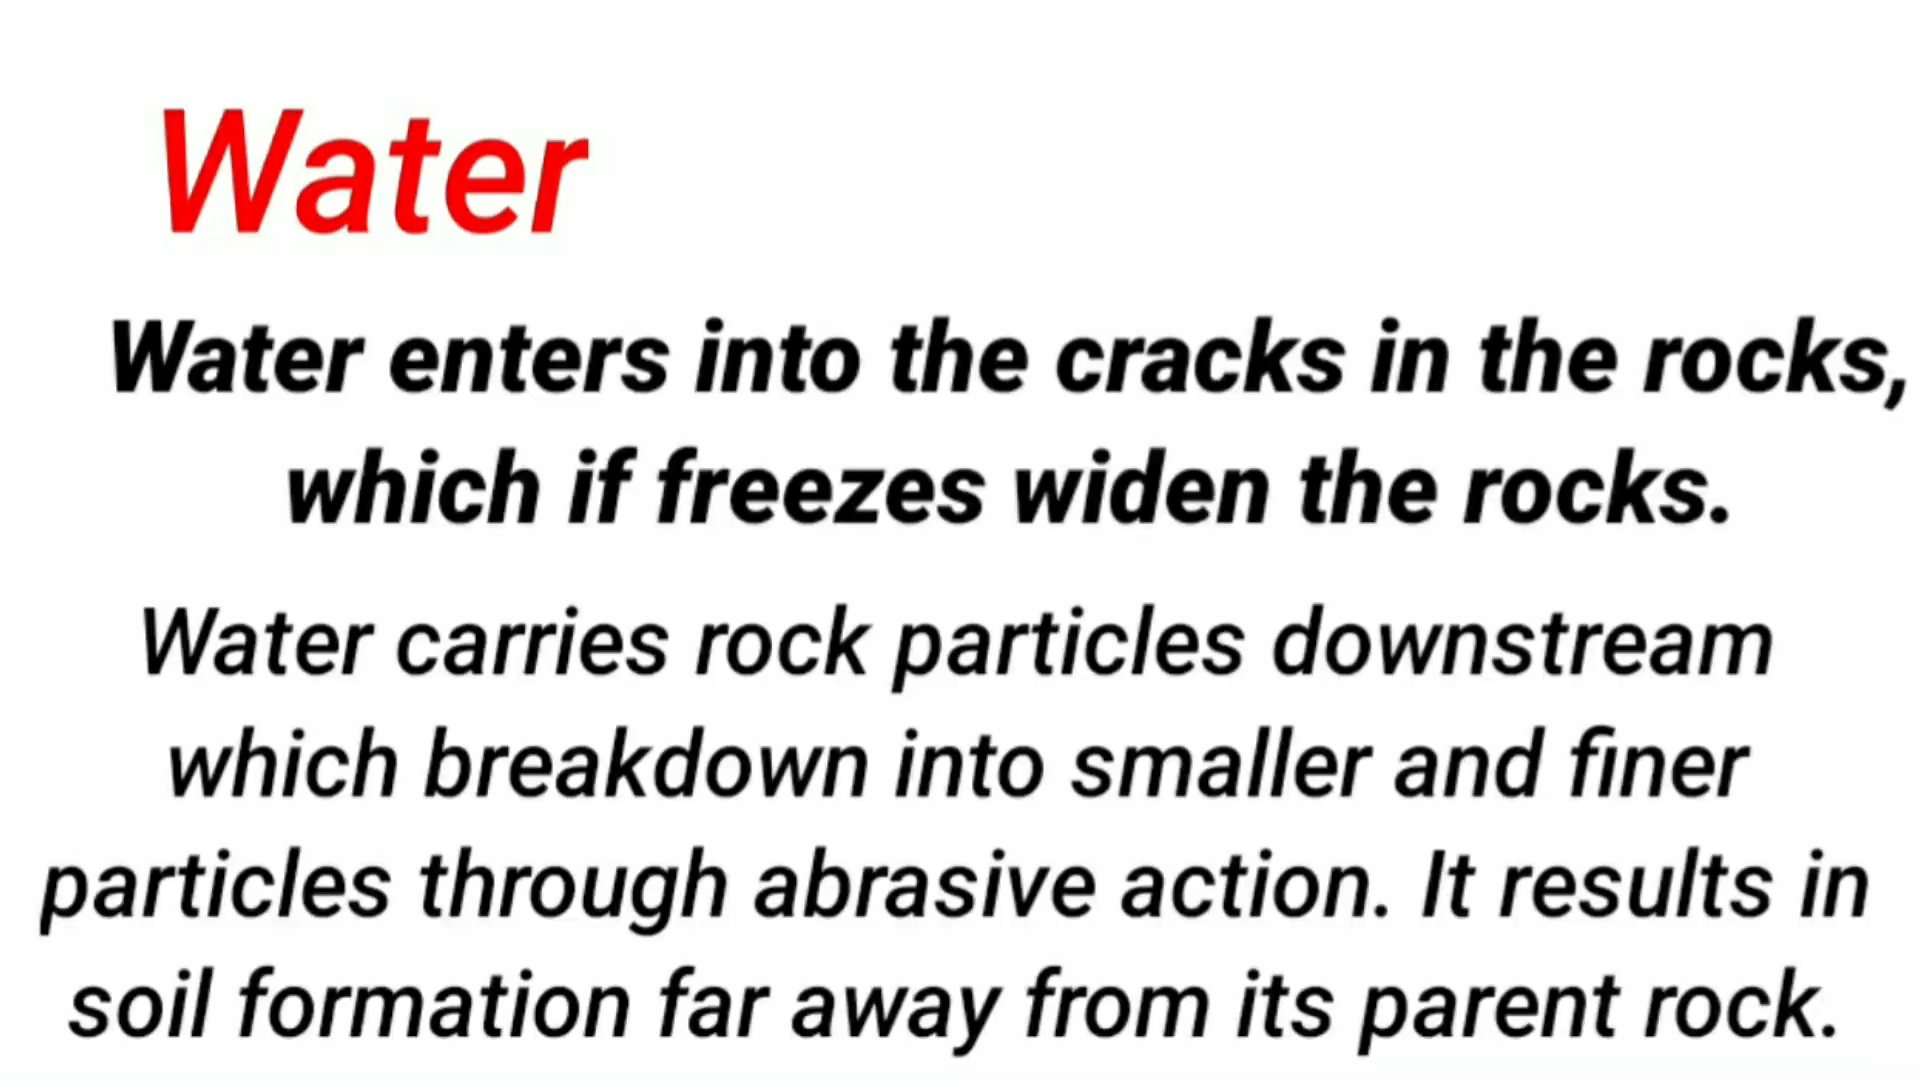 Water
Water enters into the cracks in the rocks,
which if freezes widen the rocks.
Water carries rock particles downstream
which breakdown into smaller and finer
particles through abrasive action. It results in
soil formation far away from its parent rock.